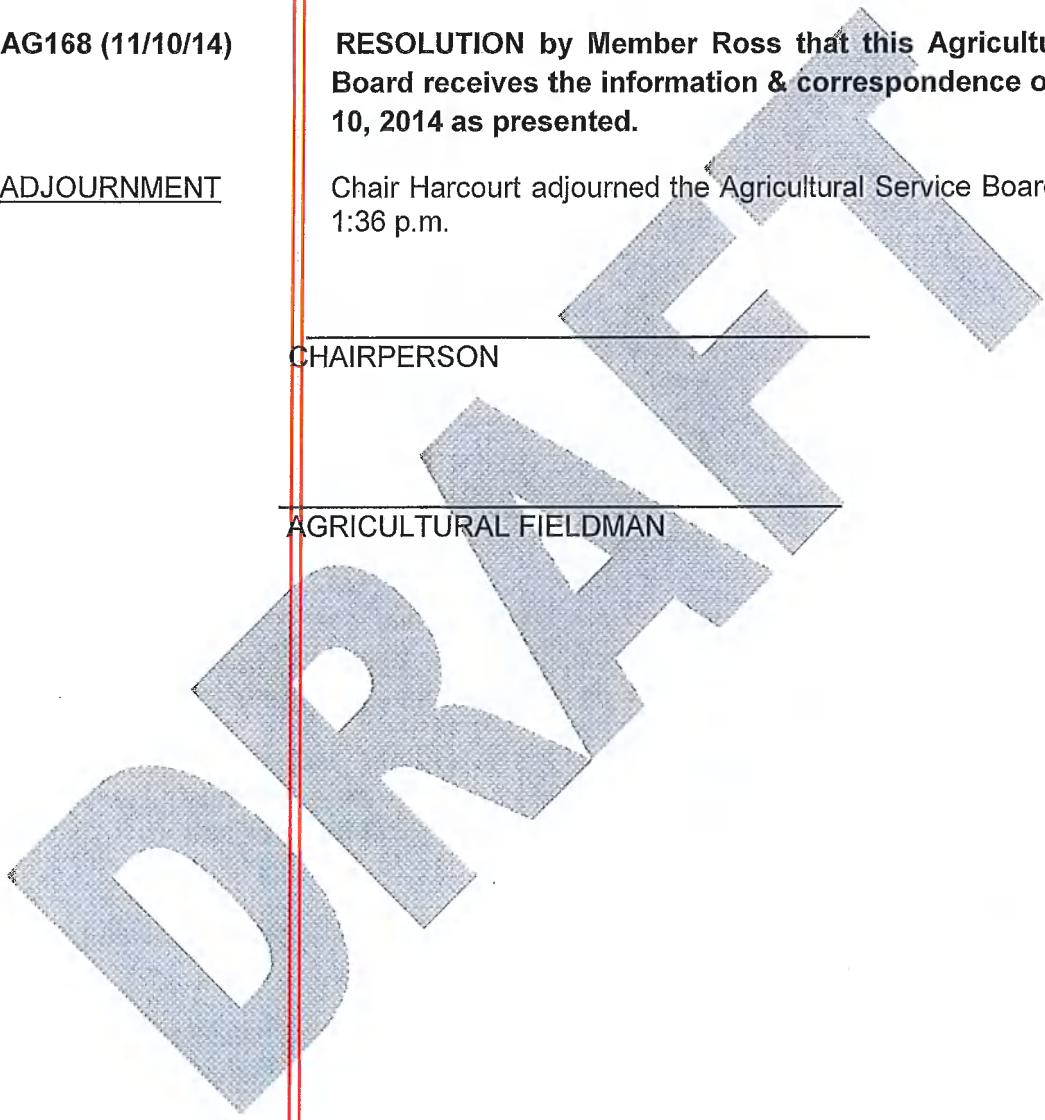 AG168 (11/10/14) RESOLUTION by Member Ross that this Agricultu
Board receives the information & correspondence o
10, 2014 as presented.
ADJOURNMENT Chair Harcourt adjourned the Agricultural Service Board
1:36 p.m.
CHAIRPERSON
AGRICULTURAL FIELDMAN
DRAFT